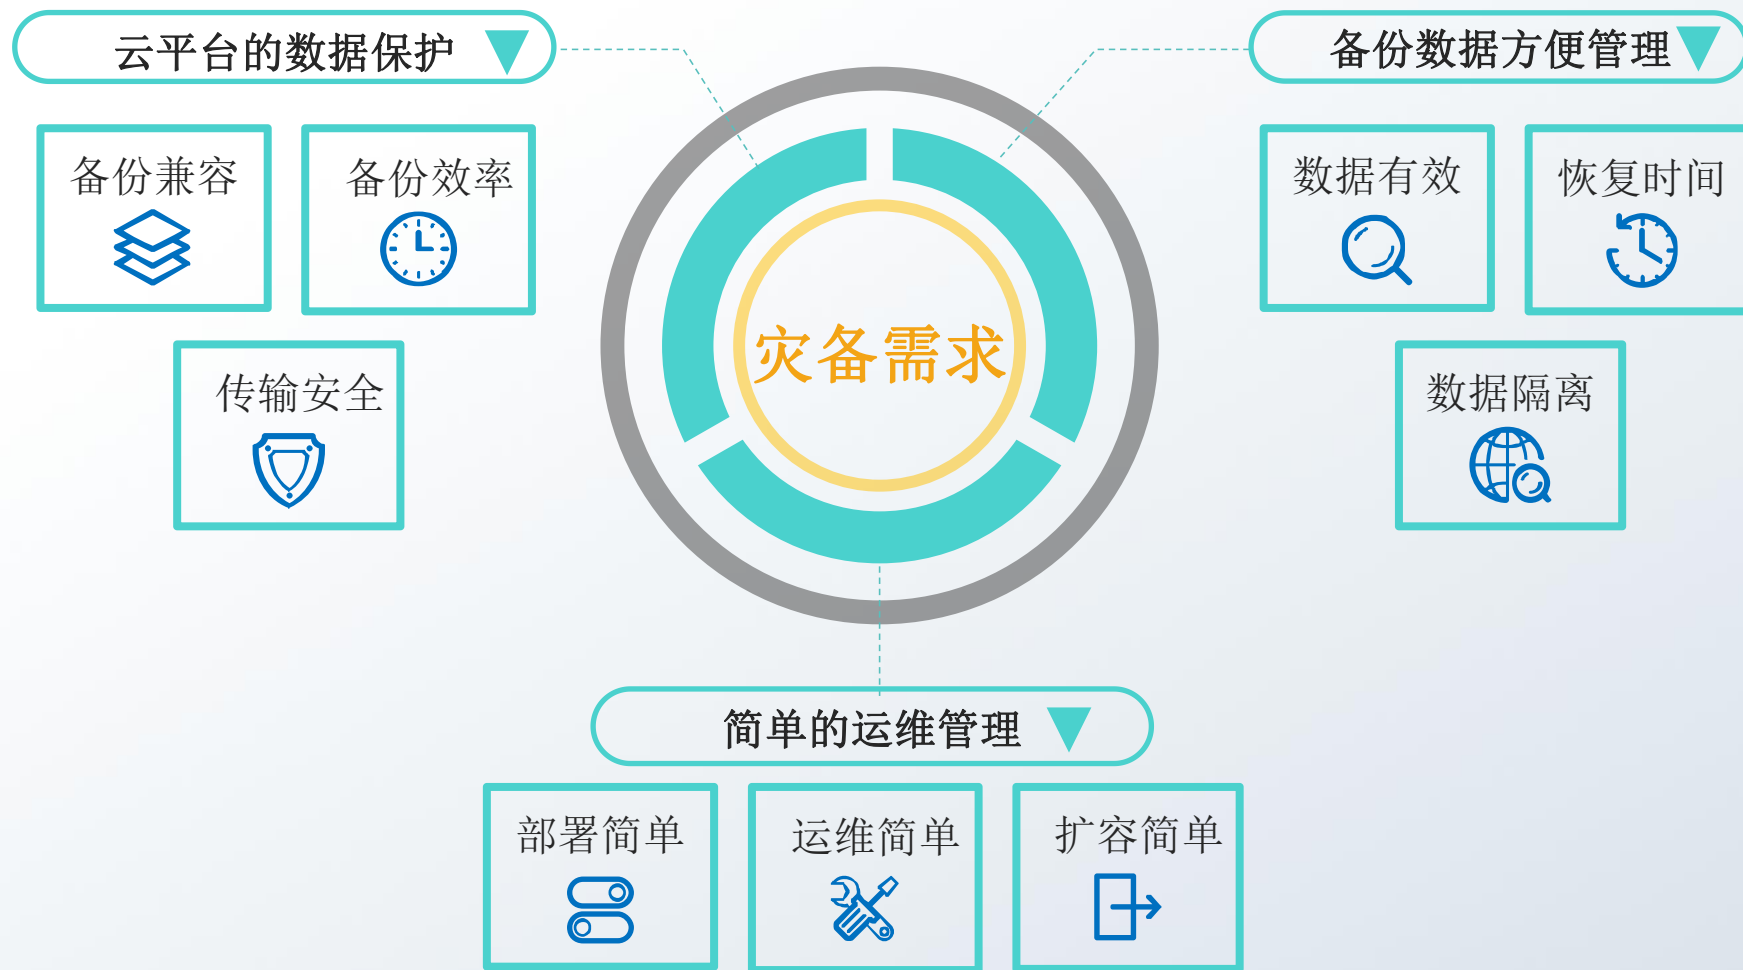 云平台的数据保护
备份兼容
备份效率
传输安全
灾备需求
备份数据方便管理
数据有效
恢复时间
数据隔离
简单的运维管理
部署简单
运维简单
扩容简单